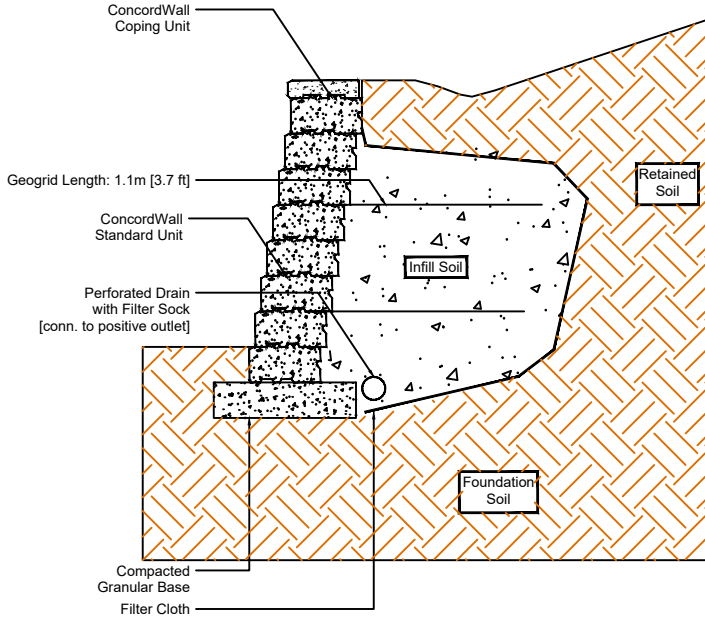 ConcordWall
Coping Unit
Geogrid Length: 1.1m [3.7 ft]
Retained
Soil
ConcordWall
Standard Unit
Infill Soil
Perforated Drain
with Filter Sock
[conn. to positive outlet]
Foundation
Soil
Compacted
Granular Base
Filter Cloth